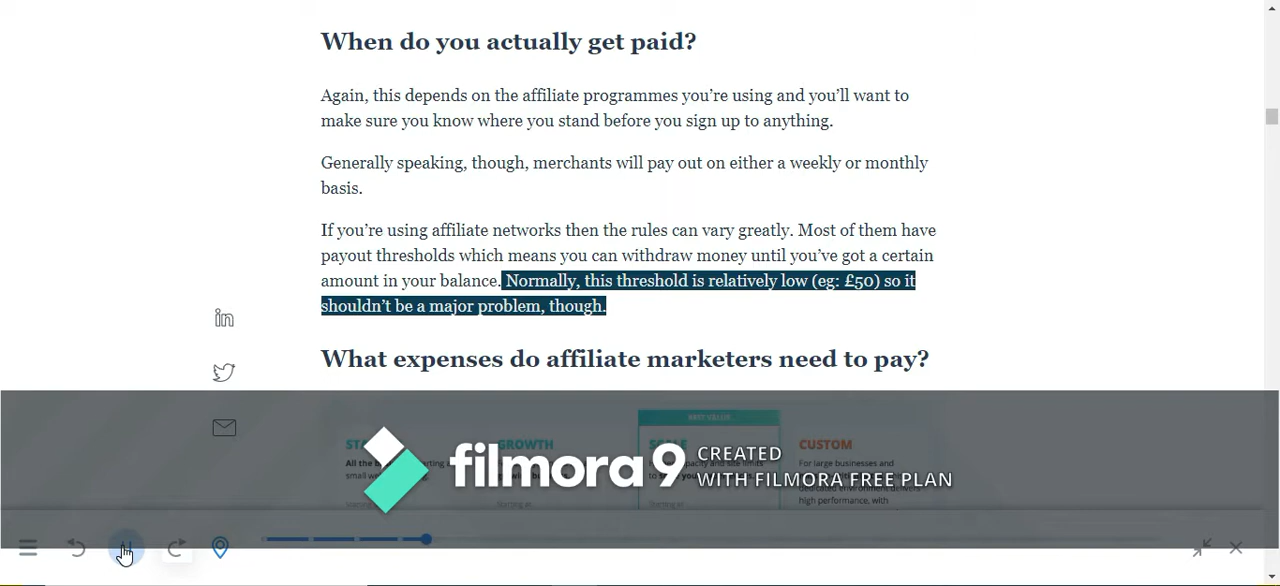 When do you actually get paid?
Again, this depends on the affiliate programmes you’re using and you’ll want to
make sure you know where you stand before you sign up to anything.
Generally speaking, though, merchants will pay out on either a weekly or monthly
basis.
If you’re using affiliate networks then the rules can vary greatly. Most of them have
payout thresholds which means you can withdraw money until you’ve got a certain
amount in your balance. Normally, this threshold is relatively low (eg: £50) so it
shouldn’t be a major problem, though.
What expenses do affiliate marketers need to pay?
BEST VALUE
GROWTH
CUSTOM
For large businesses and
high performance, with
Starting at
filmora9 CREATED
WITH FILMORA FREE PLAN